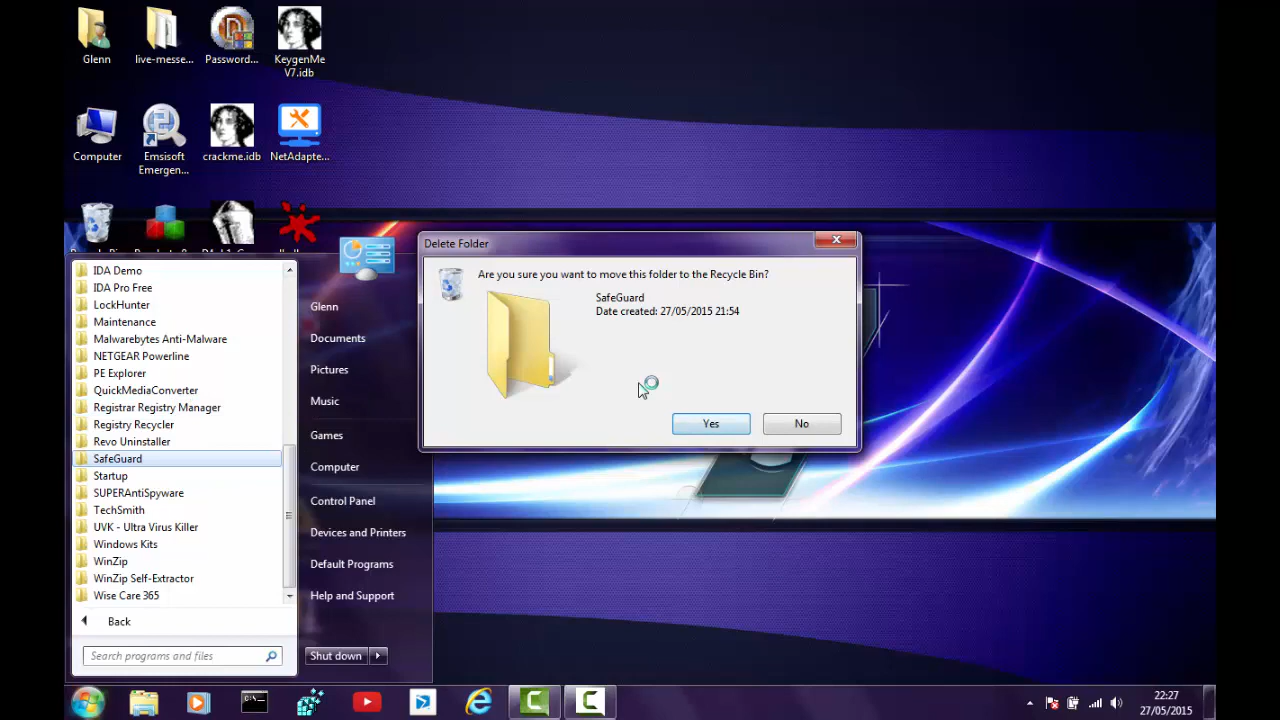 Glenn
live-messe...
Password...
KeygenMe
V7.idb
Computer
Emsisoft
Emergen...
crackme.idb
NetAdapte...
Delete Folder
Are you sure you want to move this folder to the Recycle Bin?
SafeGuard
Date created: 27/05/2015 21:54
Yes
No
IDA Demo
IDA Pro Free
LockHunter
Maintenance
Malwarebytes Anti-Malware
NETGEAR Powerline
PE Explorer
QuickMediaConverter
Registrar Registry Manager
Registry Recycler
Revo Uninstaller
SafeGuard
Startup
SUPERAntiSpyware
TechSmith
UVK - Ultra Virus Killer
Windows Kits
WinZip
WinZip Self-Extractor
Wise Care 365
Back
Search programs and files
Glenn
Documents
Pictures
Music
Games
Computer
Control Panel
Devices and Printers
Default Programs
Help and Support
Shut down
22:27
27/05/2015